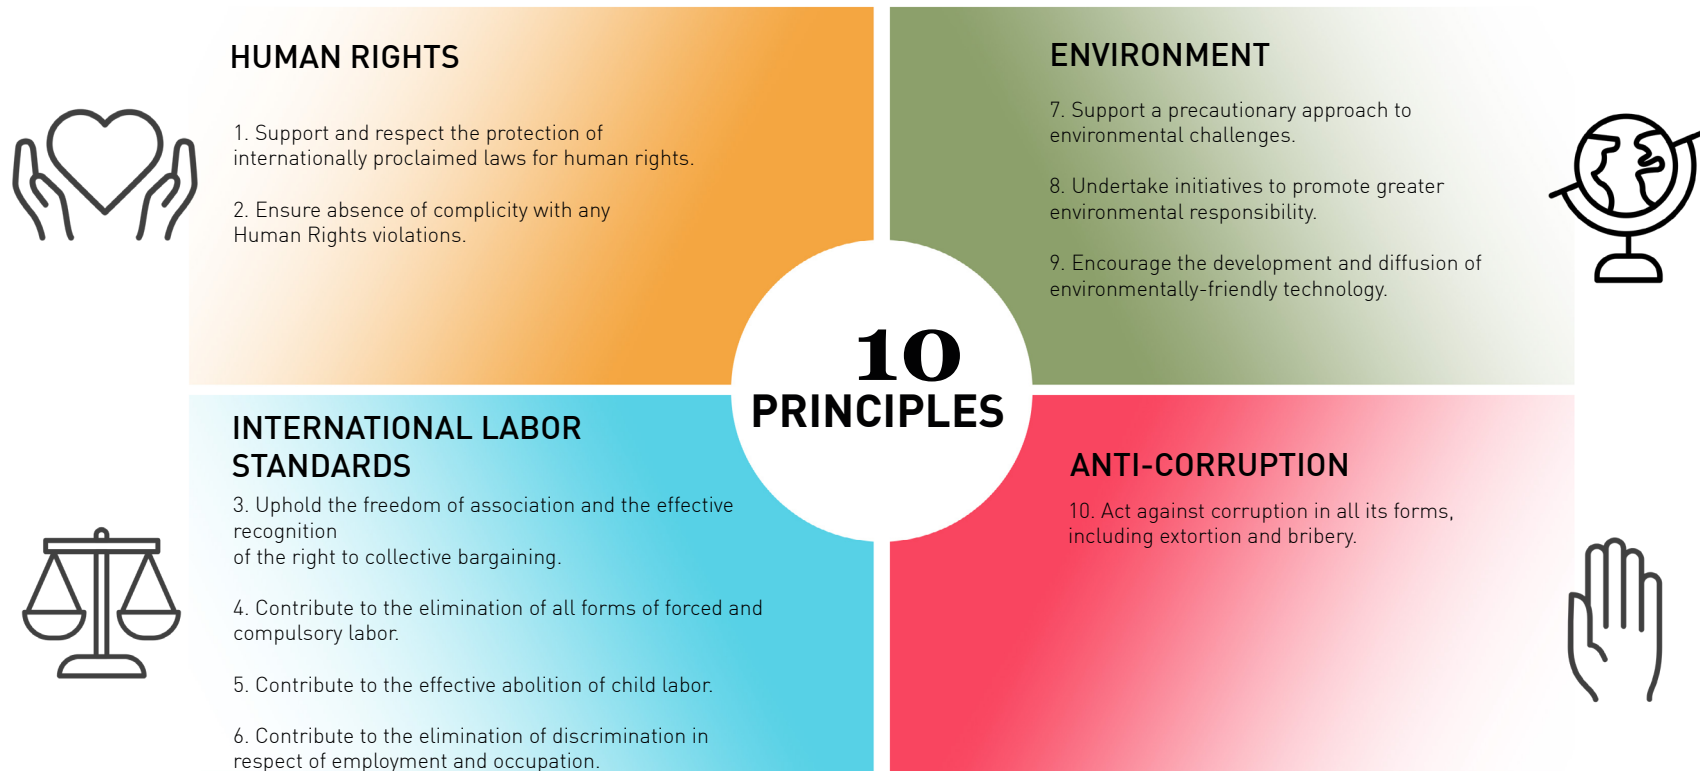 HUMAN RIGHTS
1. Support and respect the protection of
internationally proclaimed laws for human rights.
2. Ensure absence of complicity with any
Human Rights violations.
ENVIRONMENT
7. Support a precautionary approach to
environmental challenges.
8. Undertake initiatives to promote greater
environmental responsibility.
9. Encourage the development and diffusion of
environmentally-friendly technology.
10
PRINCIPLES
INTERNATIONAL LABOR
STANDARDS
3. Uphold the freedom of association and the effective
recognition
of the right to collective bargaining.
4. Contribute to the elimination of all forms of forced and
compulsory labor.
5. Contribute to the effective abolition of child labor.
6. Contribute to the elimination of discrimination in
respect of employment and occupation.
ANTI-CORRUPTION
10. Act against corruption in all its forms,
including extortion and bribery.